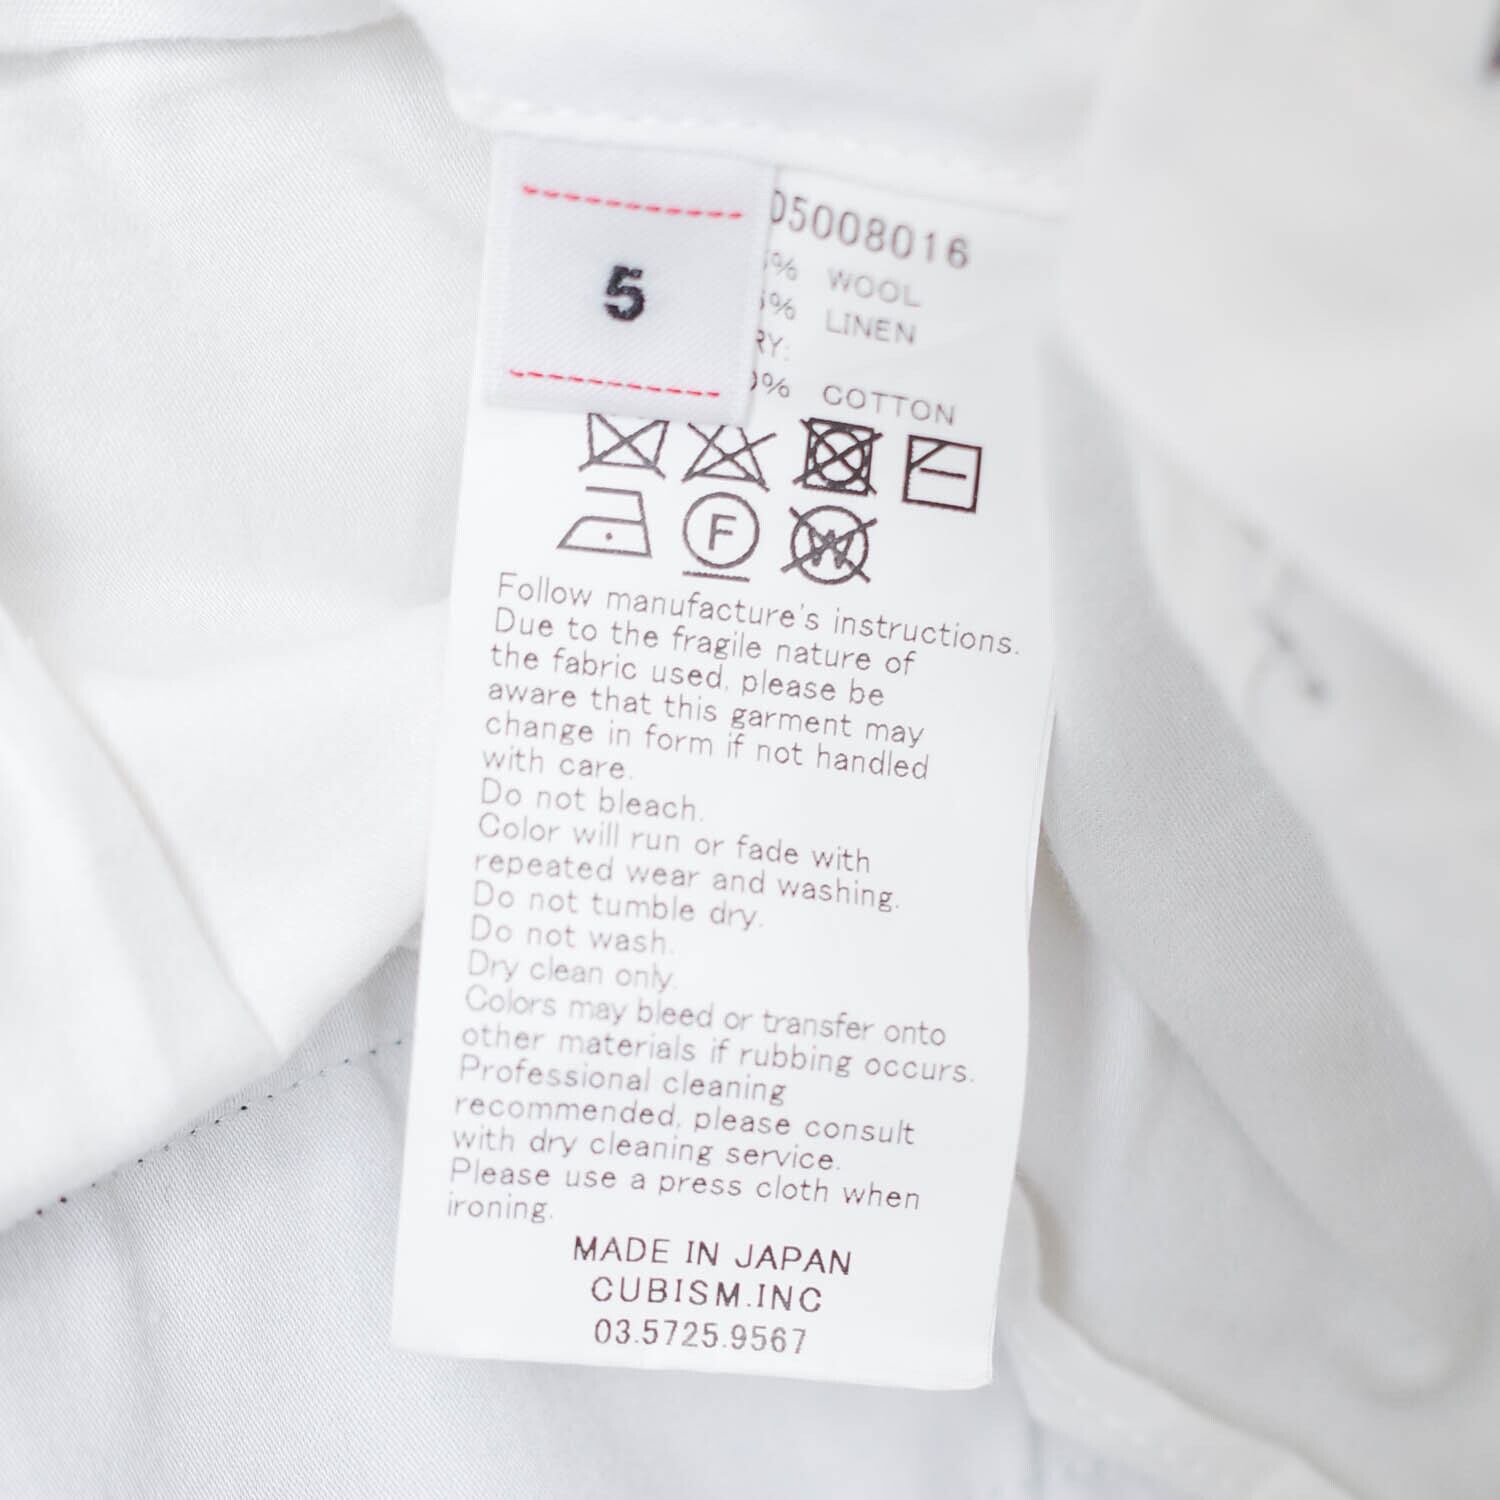 5
05008016
% WOOL
% LINEN
RY:
0% COTTON
F
W
Follow manufacture's instructions.
Due to the fragile nature of
the fabric used, please be
aware that this garment may
change in form if not handled
with care.
Do not bleach.
Color will run or fade with
repeated wear and washing.
Do not tumble dry.
Do not wash.
Dry clean only.
Colors may bleed or transfer onto
other materials if rubbing occurs.
Professional cleaning
recommended, please consult
with dry cleaning service.
Please use a press cloth when
ironing.
MADE IN JAPAN
CUBISM.INC
03.5725.9567